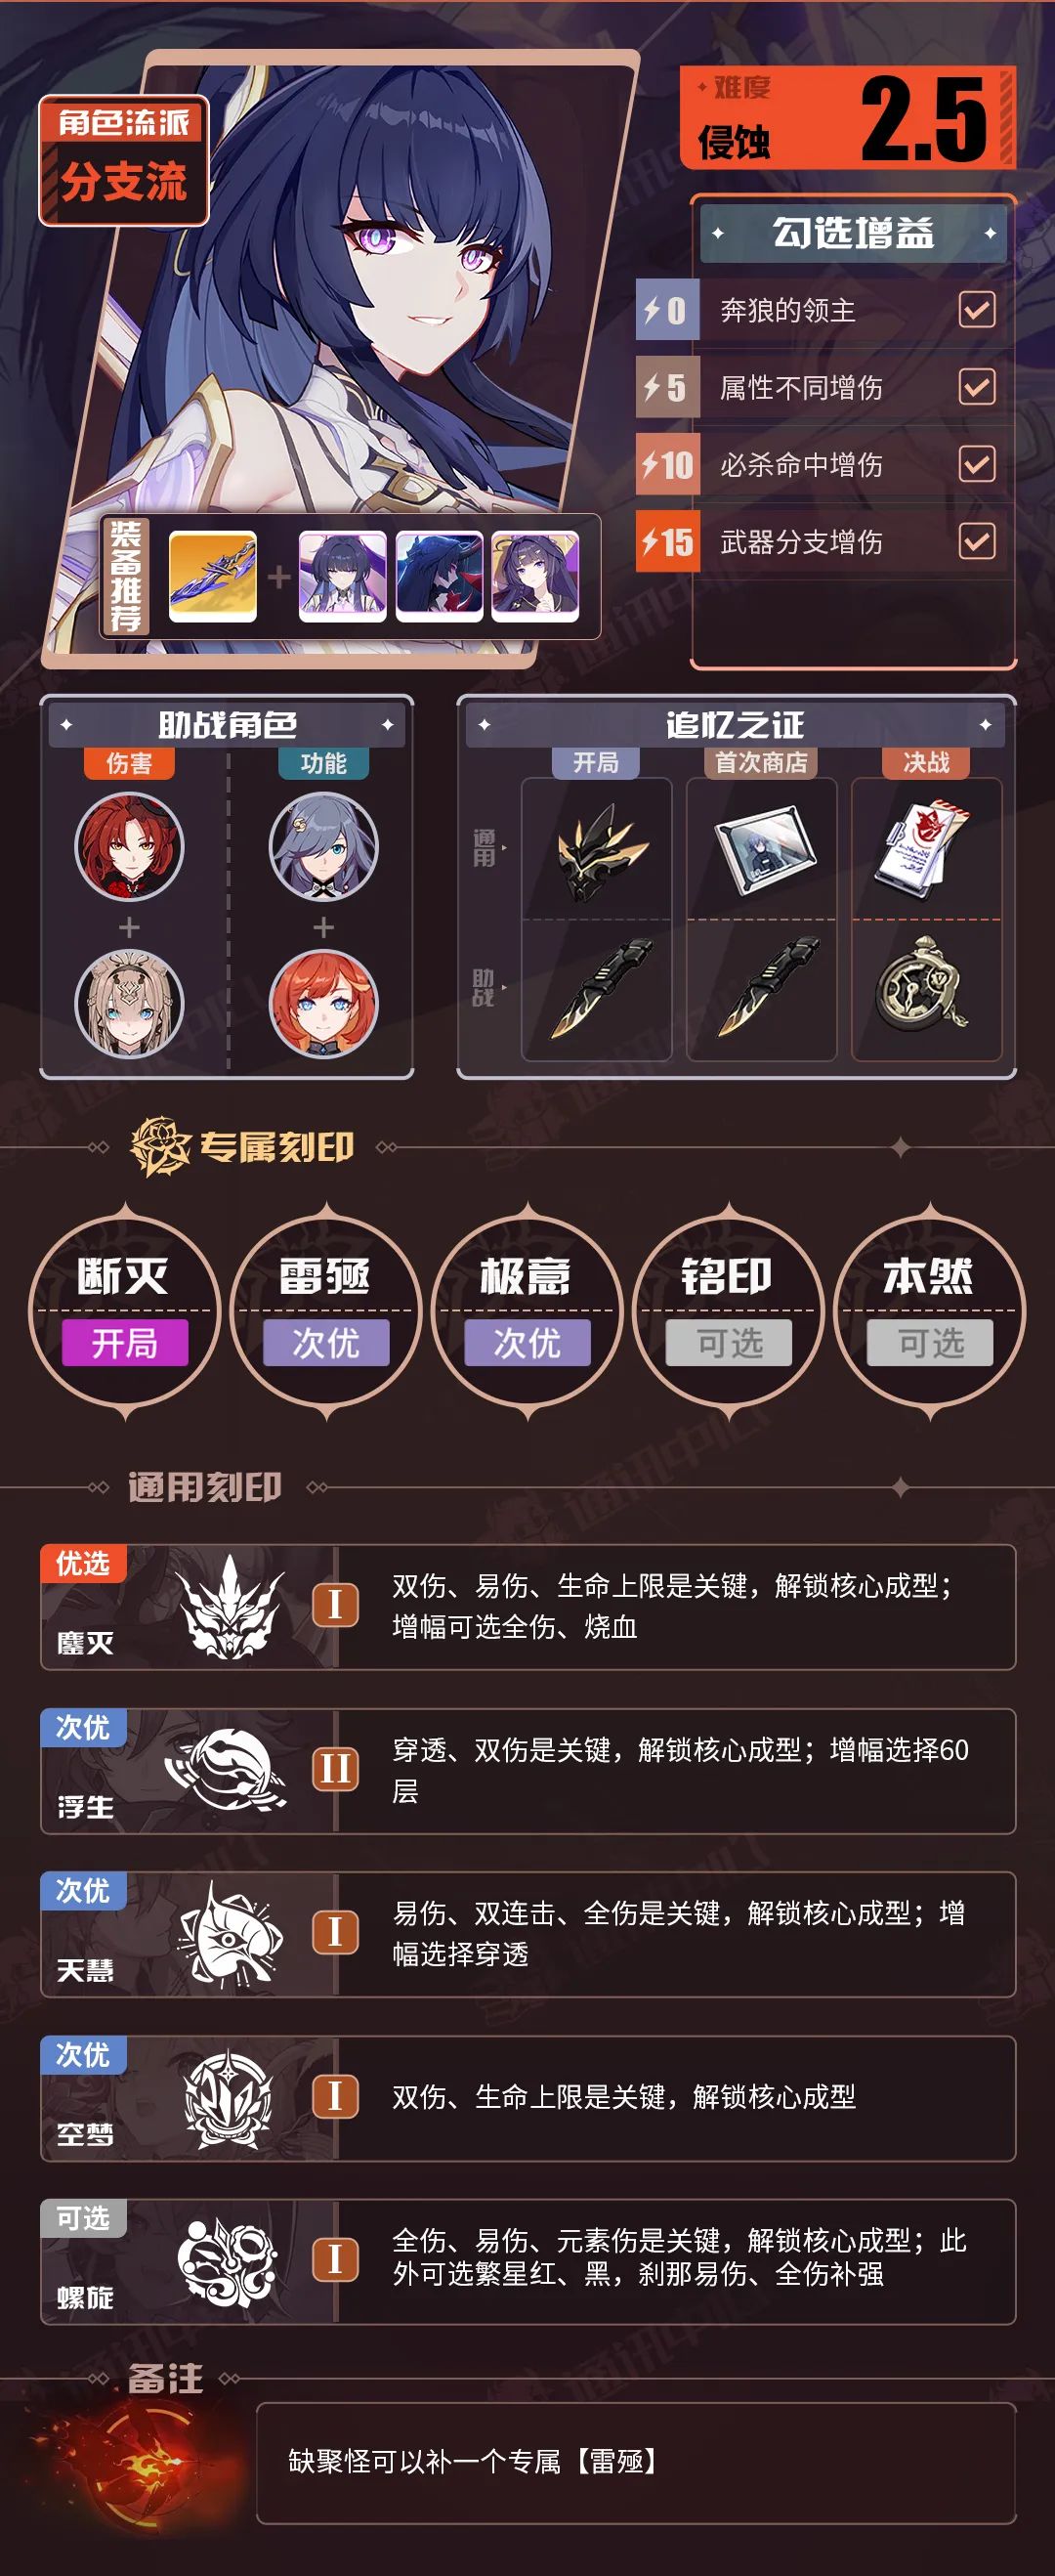 角色流派
分支流
难度
侵蚀
2.5
勾选增益
0 奔狼的领主
5 属性不同增伤
10 必杀命中增伤
15 武器分支增伤
装备推荐
助战角色
伤害
功能
追忆之证
开局
首次商店
决战
通用
助战
专属刻印
断灭
开局
雷殛
次优
极意
次优
铭印
可选
本然
可选
通用刻印
优选
鏖灭
I
双伤、易伤、生命上限是关键，解锁核心成型；
增幅可选全伤、烧血
次优
浮生
II
穿透、双伤是关键，解锁核心成型；增幅选择60
层
次优
天慧
I
易伤、双连击、全伤是关键，解锁核心成型；增
幅选择穿透
次优
空梦
I
双伤、生命上限是关键，解锁核心成型
可选
螺旋
I
全伤、易伤、元素伤是关键，解锁核心成型；此
外可选繁星红、黑，刹那易伤、全伤补强
备注
缺聚怪可以补一个专属【雷殛】